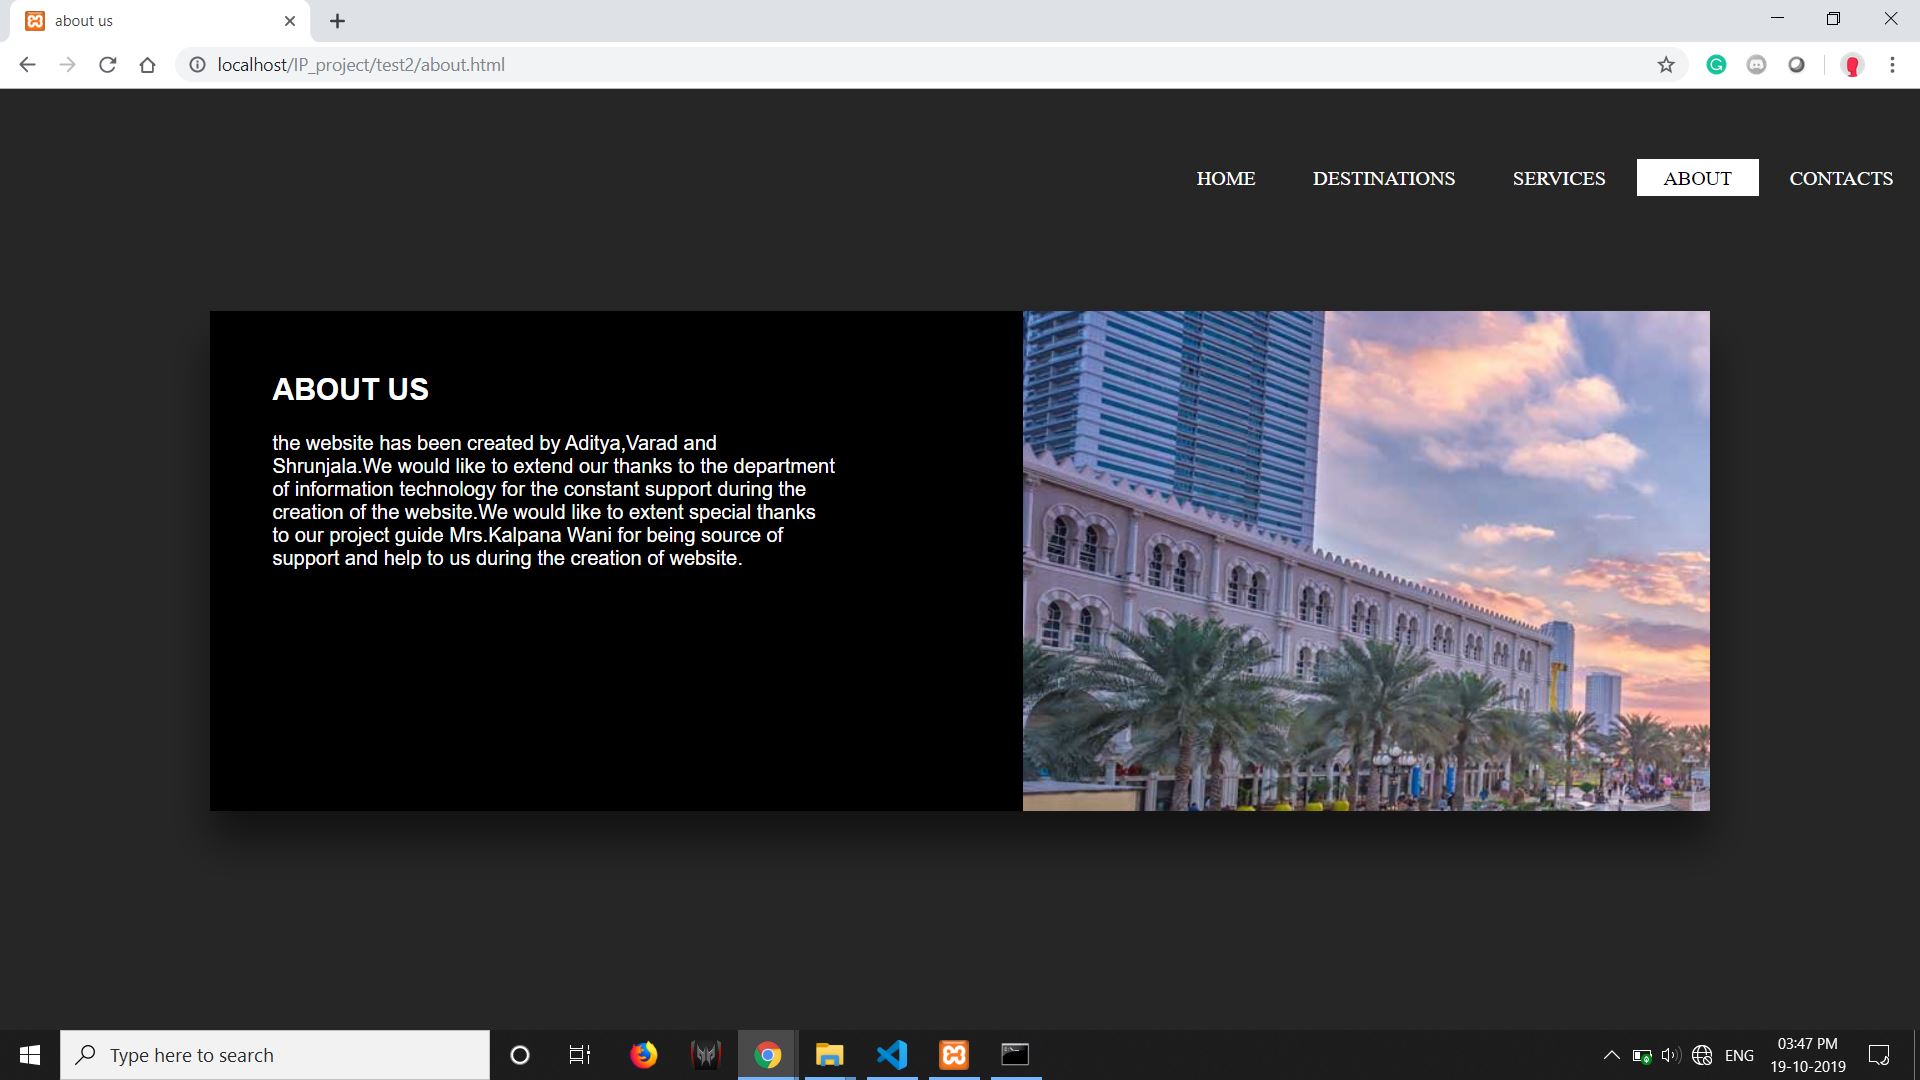 about us
localhost/IP_project/test2/about.html
HOME DESTINATIONS SERVICES ABOUT CONTACTS
ABOUT US
the website has been created by Aditya,Varad and
Shrunjala.We would like to extend our thanks to the department
of information technology for the constant support during the
creation of the website.We would like to extent special thanks
to our project guide Mrs.Kalpana Wani for being source of
support and help to us during the creation of website.
Type here to search
ENG
03:47 PM
19-10-2019